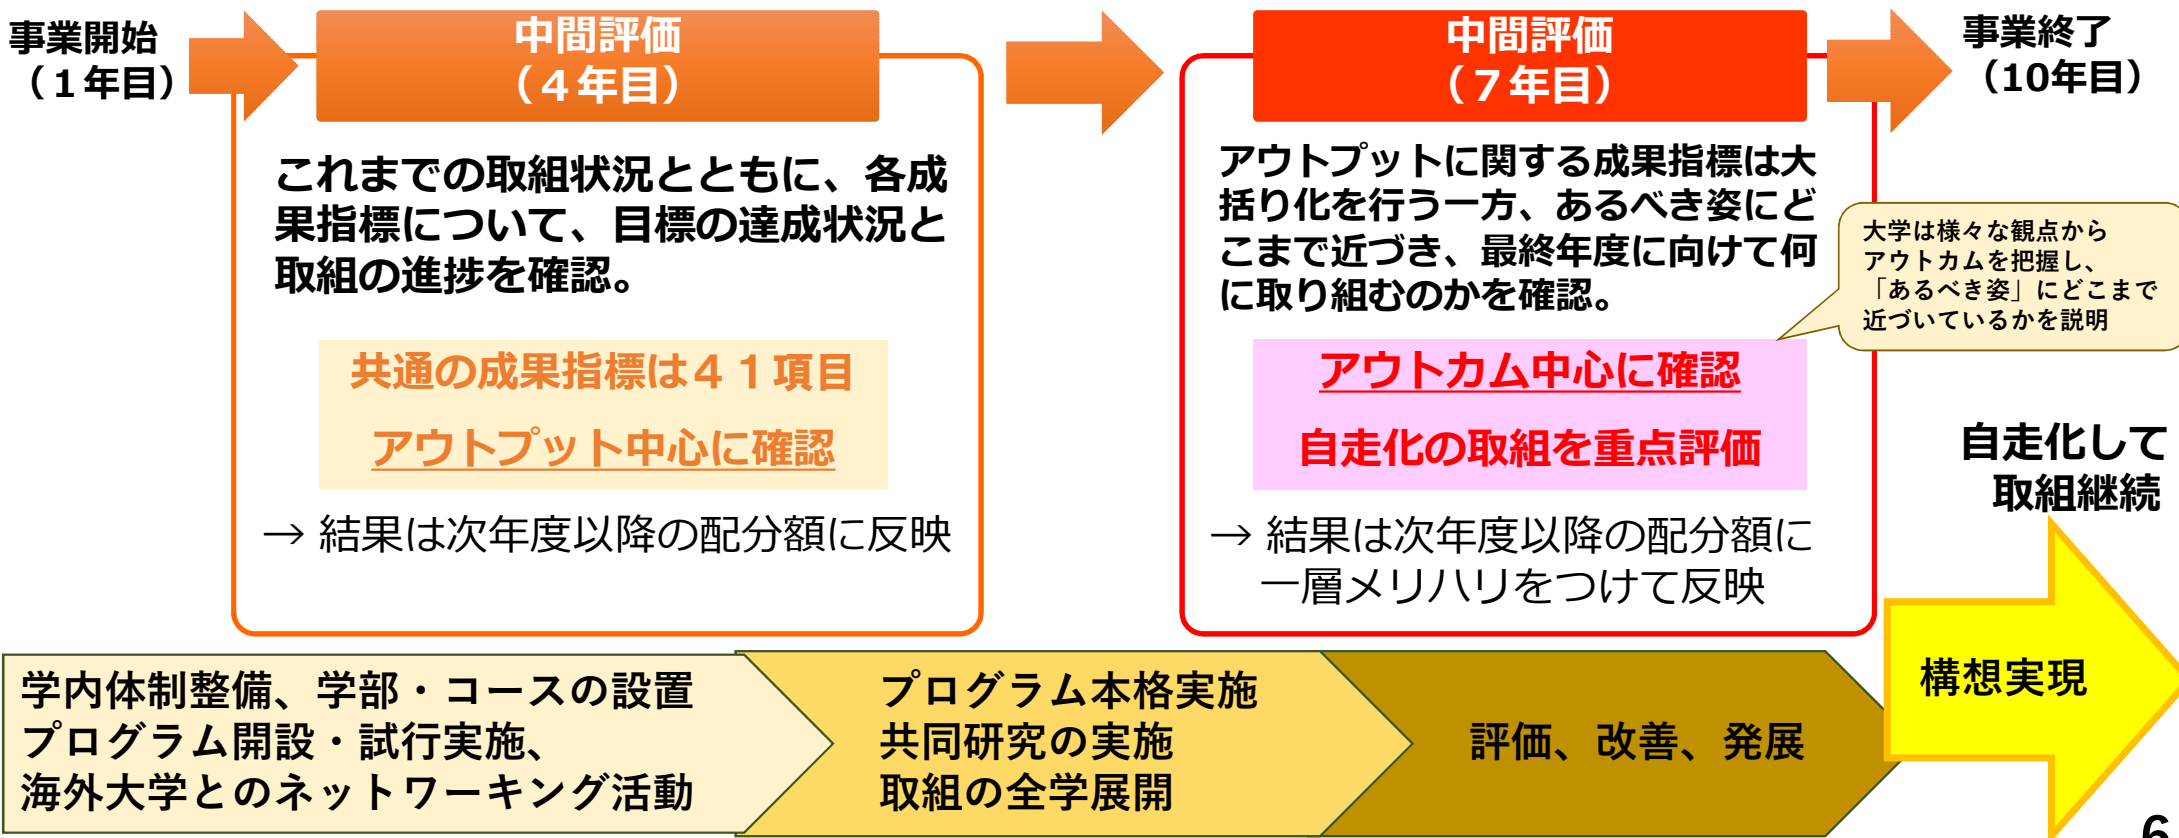 事業開始
（１年目）
中間評価
（４年目）
中間評価
（７年目）
事業終了
（10年目）
これまでの取組状況とともに、各成
果指標について、目標の達成状況と
取組の進捗を確認。
共通の成果指標は４１項目
アウトプット中心に確認
→ 結果は次年度以降の配分額に反映
アウトプットに関する成果指標は大
括り化を行う一方、あるべき姿にど
こまで近づき、最終年度に向けて何
に取り組むのかを確認。
アウトカム中心に確認
自走化の取組を重点評価
→ 結果は次年度以降の配分額に
一層メリハリをつけて反映
大学は様々な観点から
アウトカムを把握し、
「あるべき姿」にどこまで
近づいているかを説明
自走化して
取組継続
学内体制整備、学部・コースの設置
プログラム開設・試行実施、
海外大学とのネットワーキング活動
プログラム本格実施
共同研究の実施
取組の全学展開
評価、改善、発展
構想実現
6